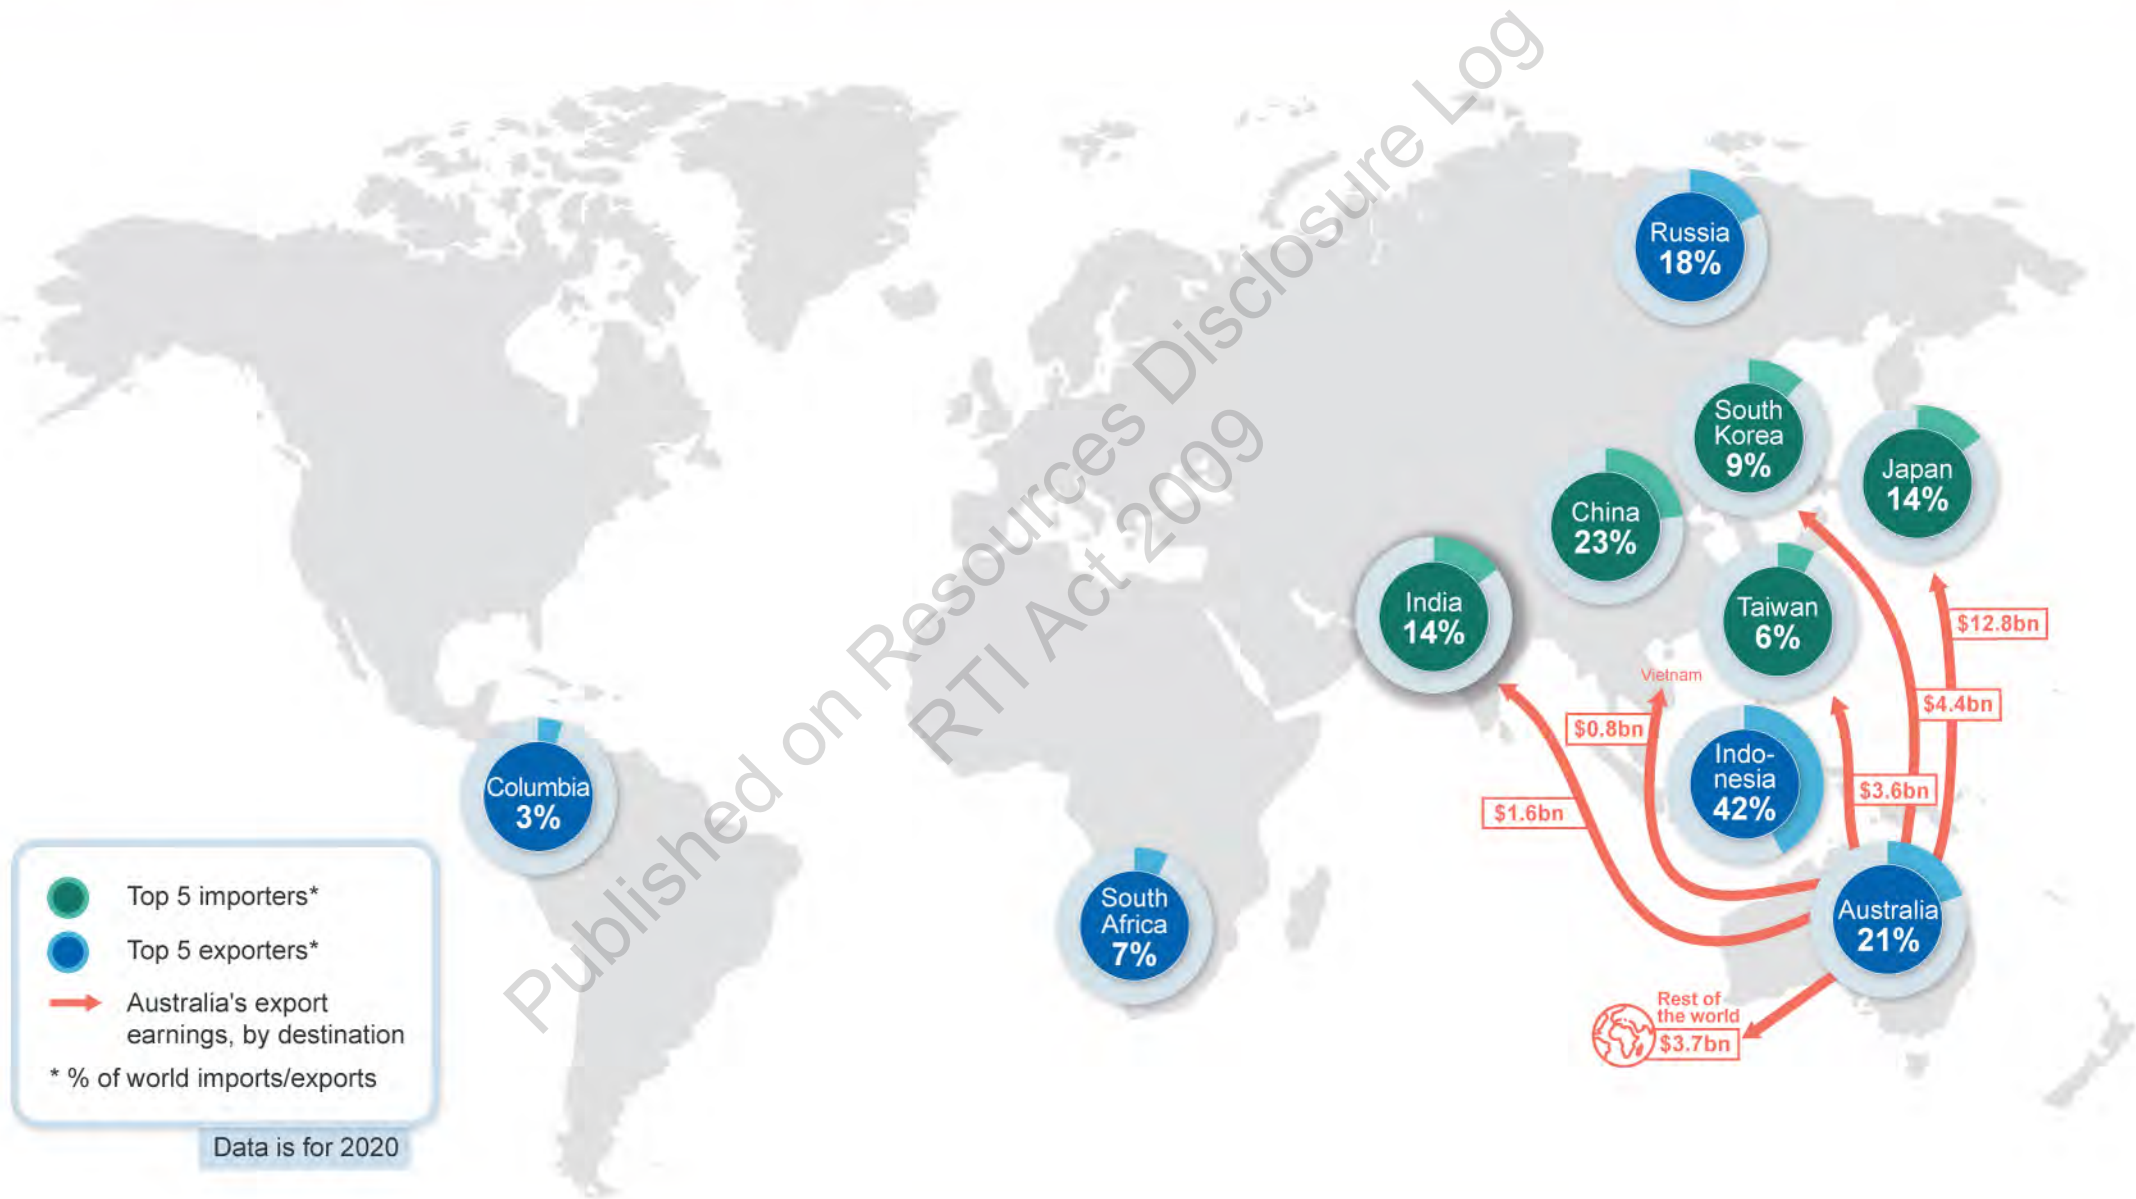 Published on Resources Disclosure Log
RTI Act 2009
Russia
18%
South
Korea
9%
Japan
14%
China
23%
India
14%
Taiwan
6%
$12.8bn
Vietnam
$4.4bn
$0.8bn
Indo-
nesia
42%
$3.6bn
$1.6bn
Columbia
3%
South
Africa
7%
Australia
21%
Rest of
the world
$3.7bn
Top 5 importers*
Top 5 exporters*
Australia's export
earnings, by destination
* % of world imports/exports
Data is for 2020